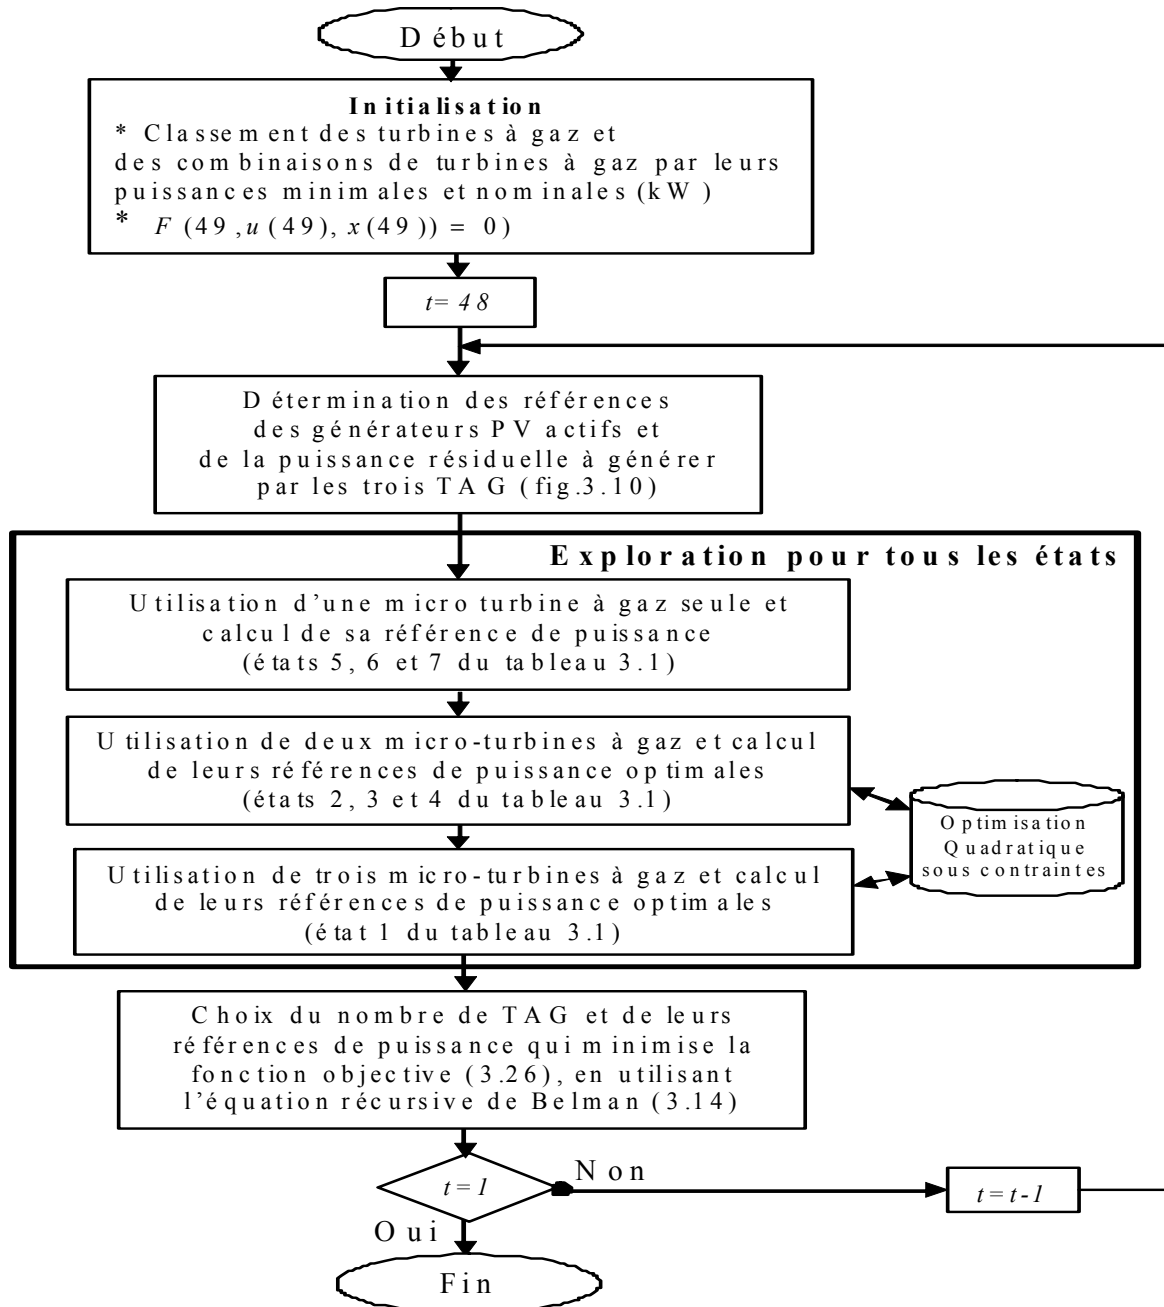 Début
Initialisation
* Classement des turbines à gaz et
des combinaisons de turbines à gaz par leurs
puissances minimales et nominales (kW)
* F (49,u(49), x(49)) = 0)
t= 48
Détermination des références
des générateurs PV actifs et
de la puissance résiduelle à générer
par les trois TAG (fig.3.10)
Exploration pour tous les états
Utilisation d'une micro turbine à gaz seule et
calcul de sa référence de puissance
(états 5, 6 et 7 du tableau 3.1)
Utilisation de deux micro-turbines à gaz et calcul
de leurs références de puissance optimales
(états 2, 3 et 4 du tableau 3.1)
Optimisation
Quadratique
sous contraintes
Utilisation de trois micro-turbines à gaz et calcul
de leurs références de puissance optimales
(état 1 du tableau 3.1)
Choix du nombre de TAG et de leurs
références de puissance qui minimise la
fonction objective (3.26), en utilisant
l'équation récursive de Belman (3.14)
t=1
Non
t=t-1
Oui
Fin